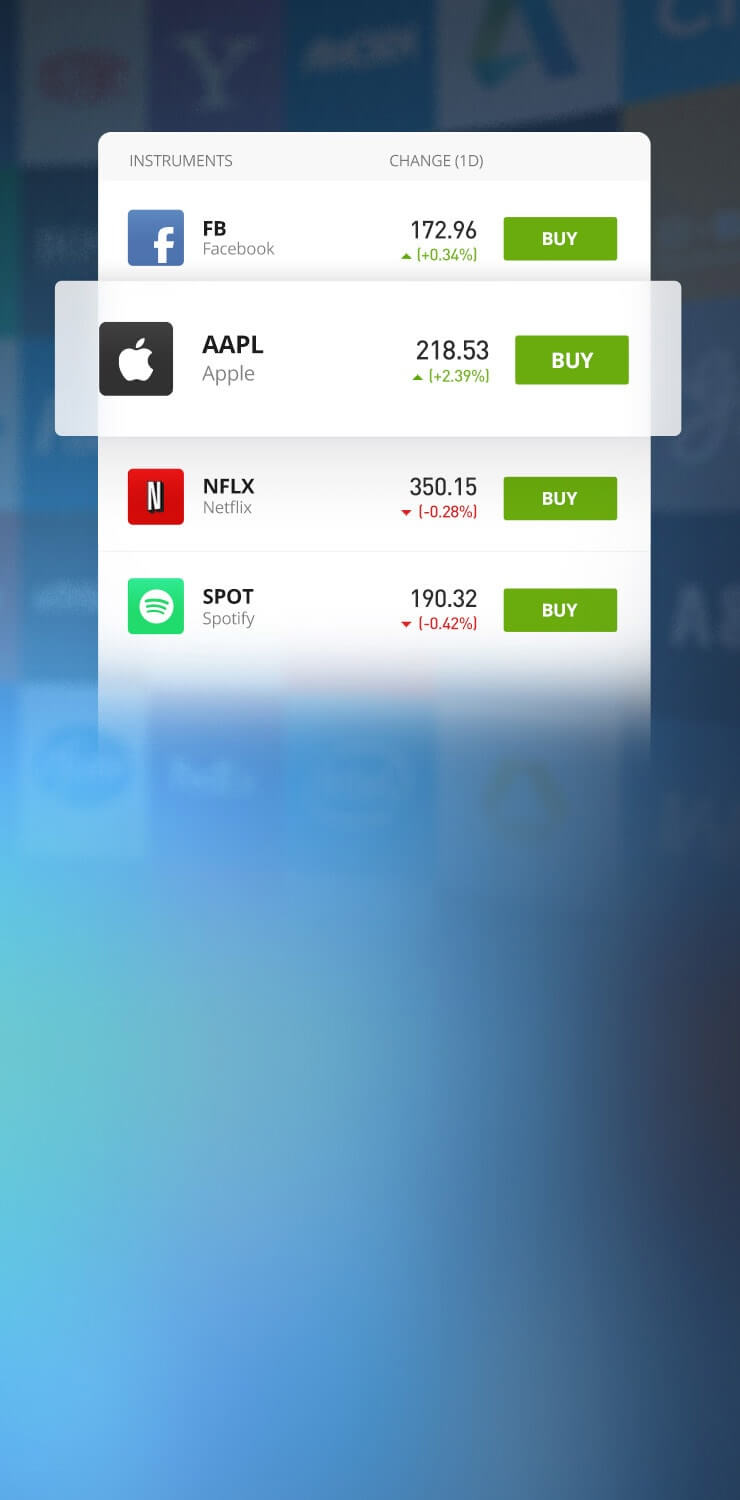 INSTRUMENTS CHANGE (1D)
FB 172.96 BUY
Facebook (+0.34%)
AAPL 218.53 BUY
Apple (+2.39%)
NFLX 350.15 BUY
Netflix (-0.28%)
SPOT 190.32 BUY
Spotify (-0.42%)